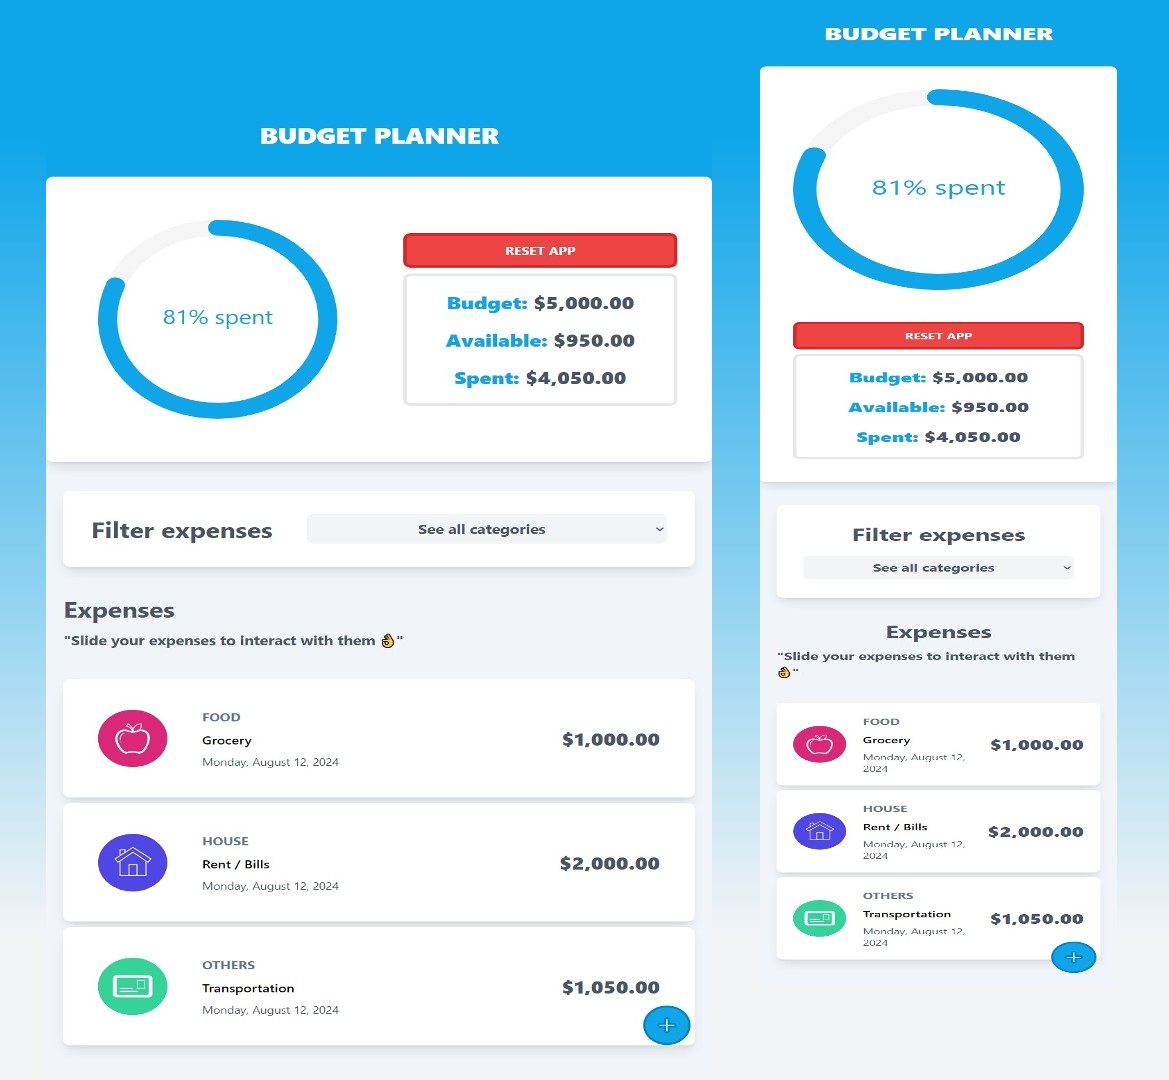 BUDGET PLANNER
81% spent
RESET APP
Budget: $5,000.00
Available: $950.00
Spent: $4,050.00
Filter expenses
See all categories
Expenses
"Slide your expenses to interact with them 👌"
FOOD
Grocery
Monday, August 12, 2024
$1,000.00
HOUSE
Rent / Bills
Monday, August 12, 2024
$2,000.00
OTHERS
Transportation
Monday, August 12, 2024
$1,050.00
BUDGET PLANNER
81% spent
RESET APP
Budget: $5,000.00
Available: $950.00
Spent: $4,050.00
Filter expenses
See all categories
Expenses
"Slide your expenses to interact with them
👌"
FOOD
Grocery
Monday, August 12,
2024
$1,000.00
HOUSE
Rent / Bills
Monday, August 12,
2024
$2,000.00
OTHERS
Transportation
Monday, August 12,
2024
$1,050.00